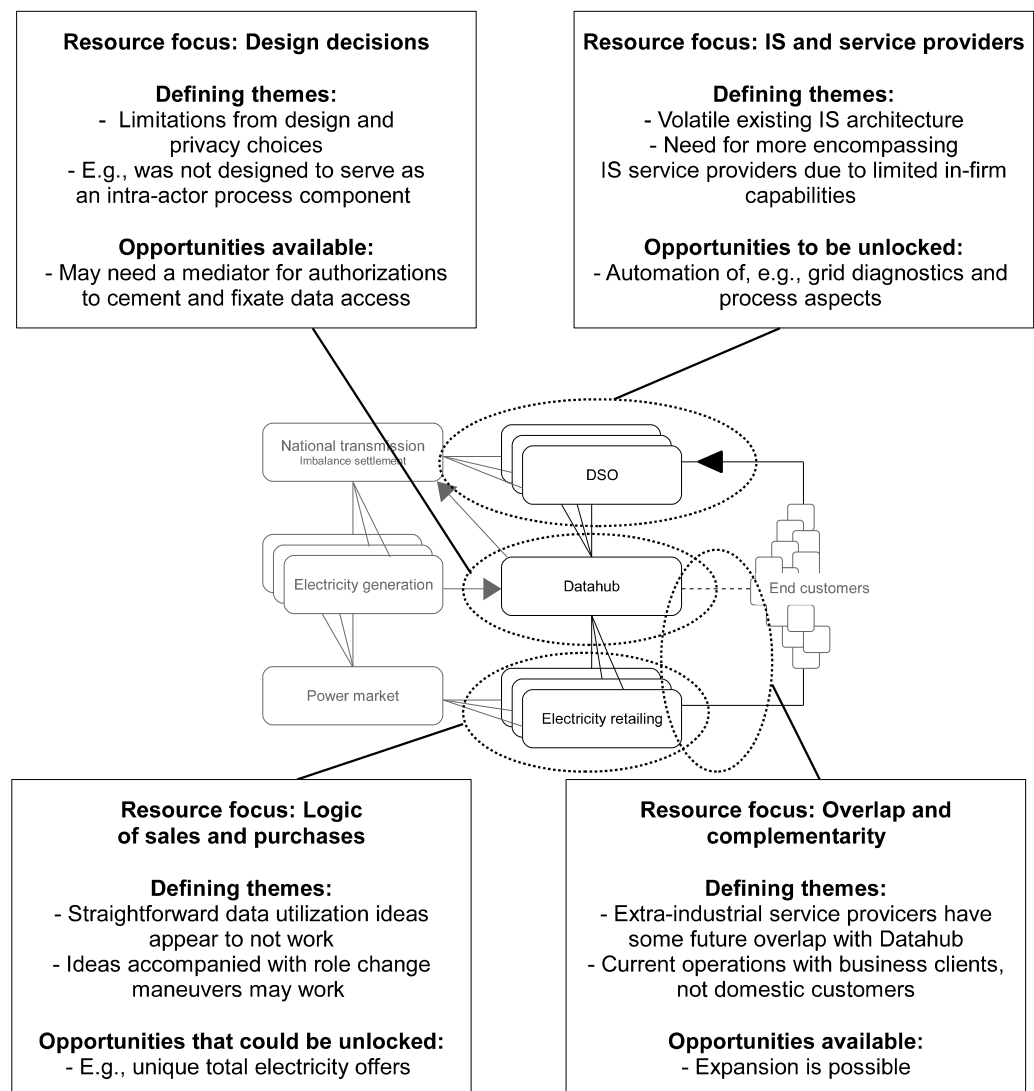 Resource focus: Design decisions
Defining themes:
- Limitations from design and
privacy choices
- E.g., was not designed to serve as
an intra-actor process component
Opportunities available:
- May need a mediator for authorizations
to cement and fixate data access
Resource focus: IS and service providers
Defining themes:
- Volatile existing IS architecture
- Need for more encompassing
IS service providers due to limited in-firm
capabilities
Opportunities to be unlocked:
- Automation of, e.g., grid diagnostics and
process aspects
National transmission
Imbalance settlement
DSO
Electricity generation
Datahub
End customers
Power market
Electricity retailing
Resource focus: Logic
of sales and purchases
Defining themes:
- Straightforward data utilization ideas
appear to not work
- Ideas accompanied with role change
maneuvers may work
Opportunities that could be unlocked:
- E.g., unique total electricity offers
Resource focus: Overlap and
complementarity
Defining themes:
- Extra-industrial service provicers have
some future overlap with Datahub
- Current operations with business clients,
not domestic customers
Opportunities available:
- Expansion is possible